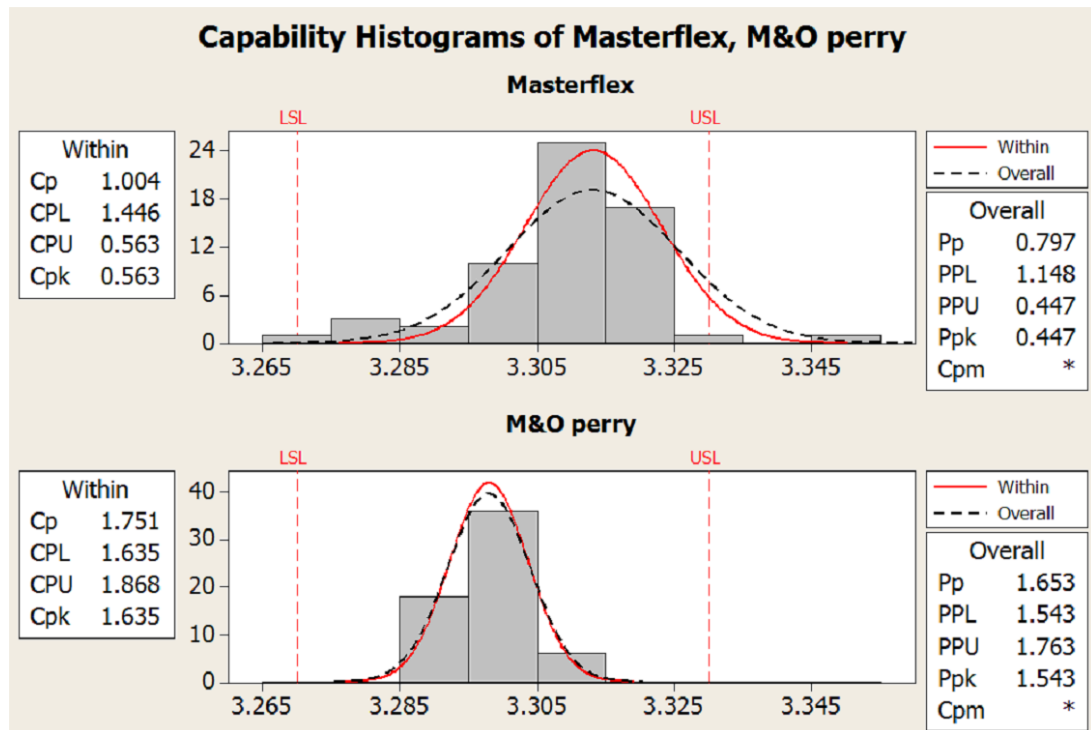 Capability Histograms of Masterflex, M&O perry
Masterflex
LSL
USL
Within
Cp 1.004
CPL 1.446
CPU 0.563
Cpk 0.563
24
18
12
6
0
3.265 3.285 3.305 3.325 3.345
Within
Overall
Overall
Pp 0.797
PPL 1.148
PPU 0.447
Ppk 0.447
Cpm *
M&O perry
LSL
USL
Within
Cp 1.751
CPL 1.635
CPU 1.868
Cpk 1.635
40
30
20
10
0
3.265 3.285 3.305 3.325 3.345
Within
Overall
Overall
Pp 1.653
PPL 1.543
PPU 1.763
Ppk 1.543
Cpm *